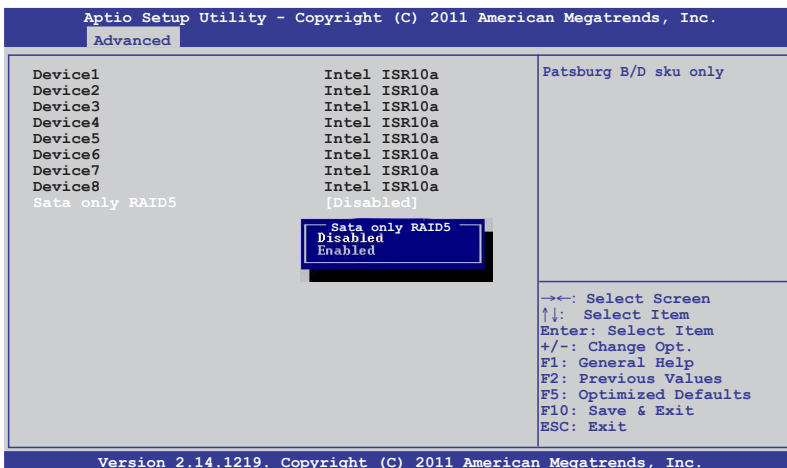 Aptio Setup Utility - Copyright (C) 2011 American Megatrends, Inc.
Advanced
Device1 Intel ISR10a
Device2 Intel ISR10a
Device3 Intel ISR10a
Device4 Intel ISR10a
Device5 Intel ISR10a
Device6 Intel ISR10a
Device7 Intel ISR10a
Device8 Intel ISR10a
Sata only RAID5 [Disabled]
Sata only RAID5
Disabled
Enabled
Patsburg B/D sku only
→←: Select Screen
↑↓: Select Item
Enter: Select Item
+/-: Change Opt.
F1: General Help
F2: Previous Values
F5: Optimized Defaults
F10: Save & Exit
ESC: Exit
Version 2.14.1219. Copyright (C) 2011 American Megatrends, Inc.